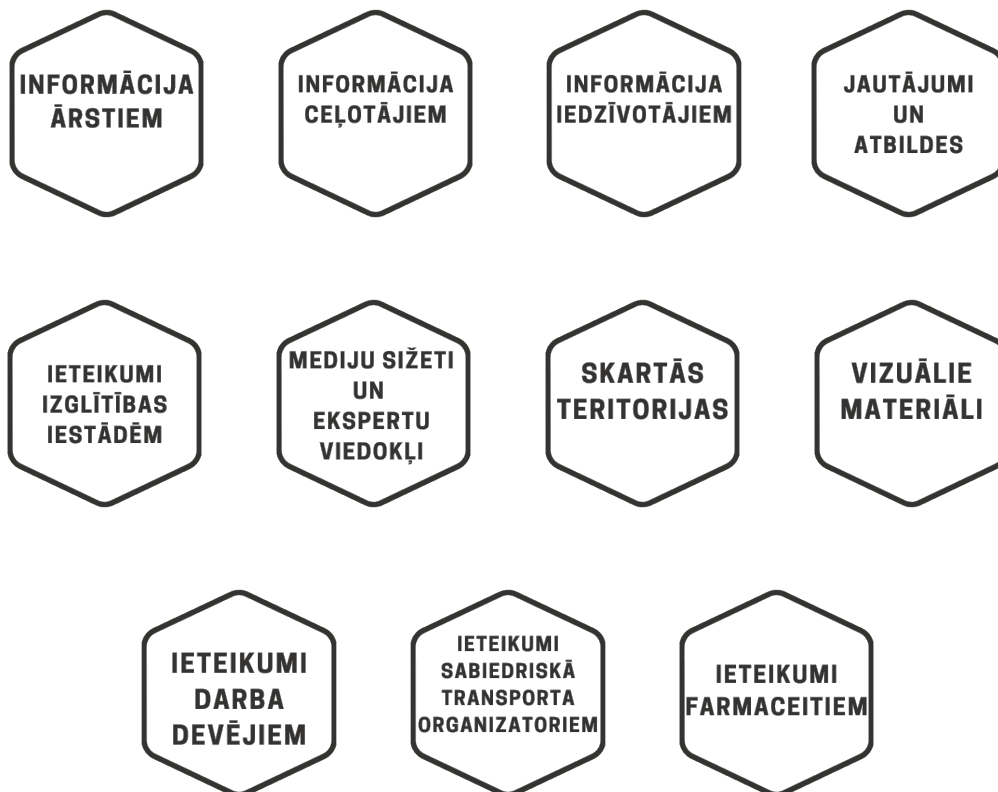 INFORMĀCIJA
ĀRSTIEM
INFORMĀCIJA
CEĻOTĀJIEM
INFORMĀCIJA
IEDZĪVOTĀJIEM
JAUTĀJUMI
UN
ATBILDES
IETEIKUMI
IZGLĪTĪBAS
IESTĀDĒM
MEDIJU SIŽETI
UN
EKSPERTU
VIEDOKĻI
SKARTĀS
TERITORIJAS
VIZUĀLIE
MATERIĀLI
IETEIKUMI
DARBA
DEVĒJIEM
IETEIKUMI
SABIEDRISKĀ
TRANSPORTA
ORGANIZATORIEM
IETEIKUMI
FARMACEITIEM